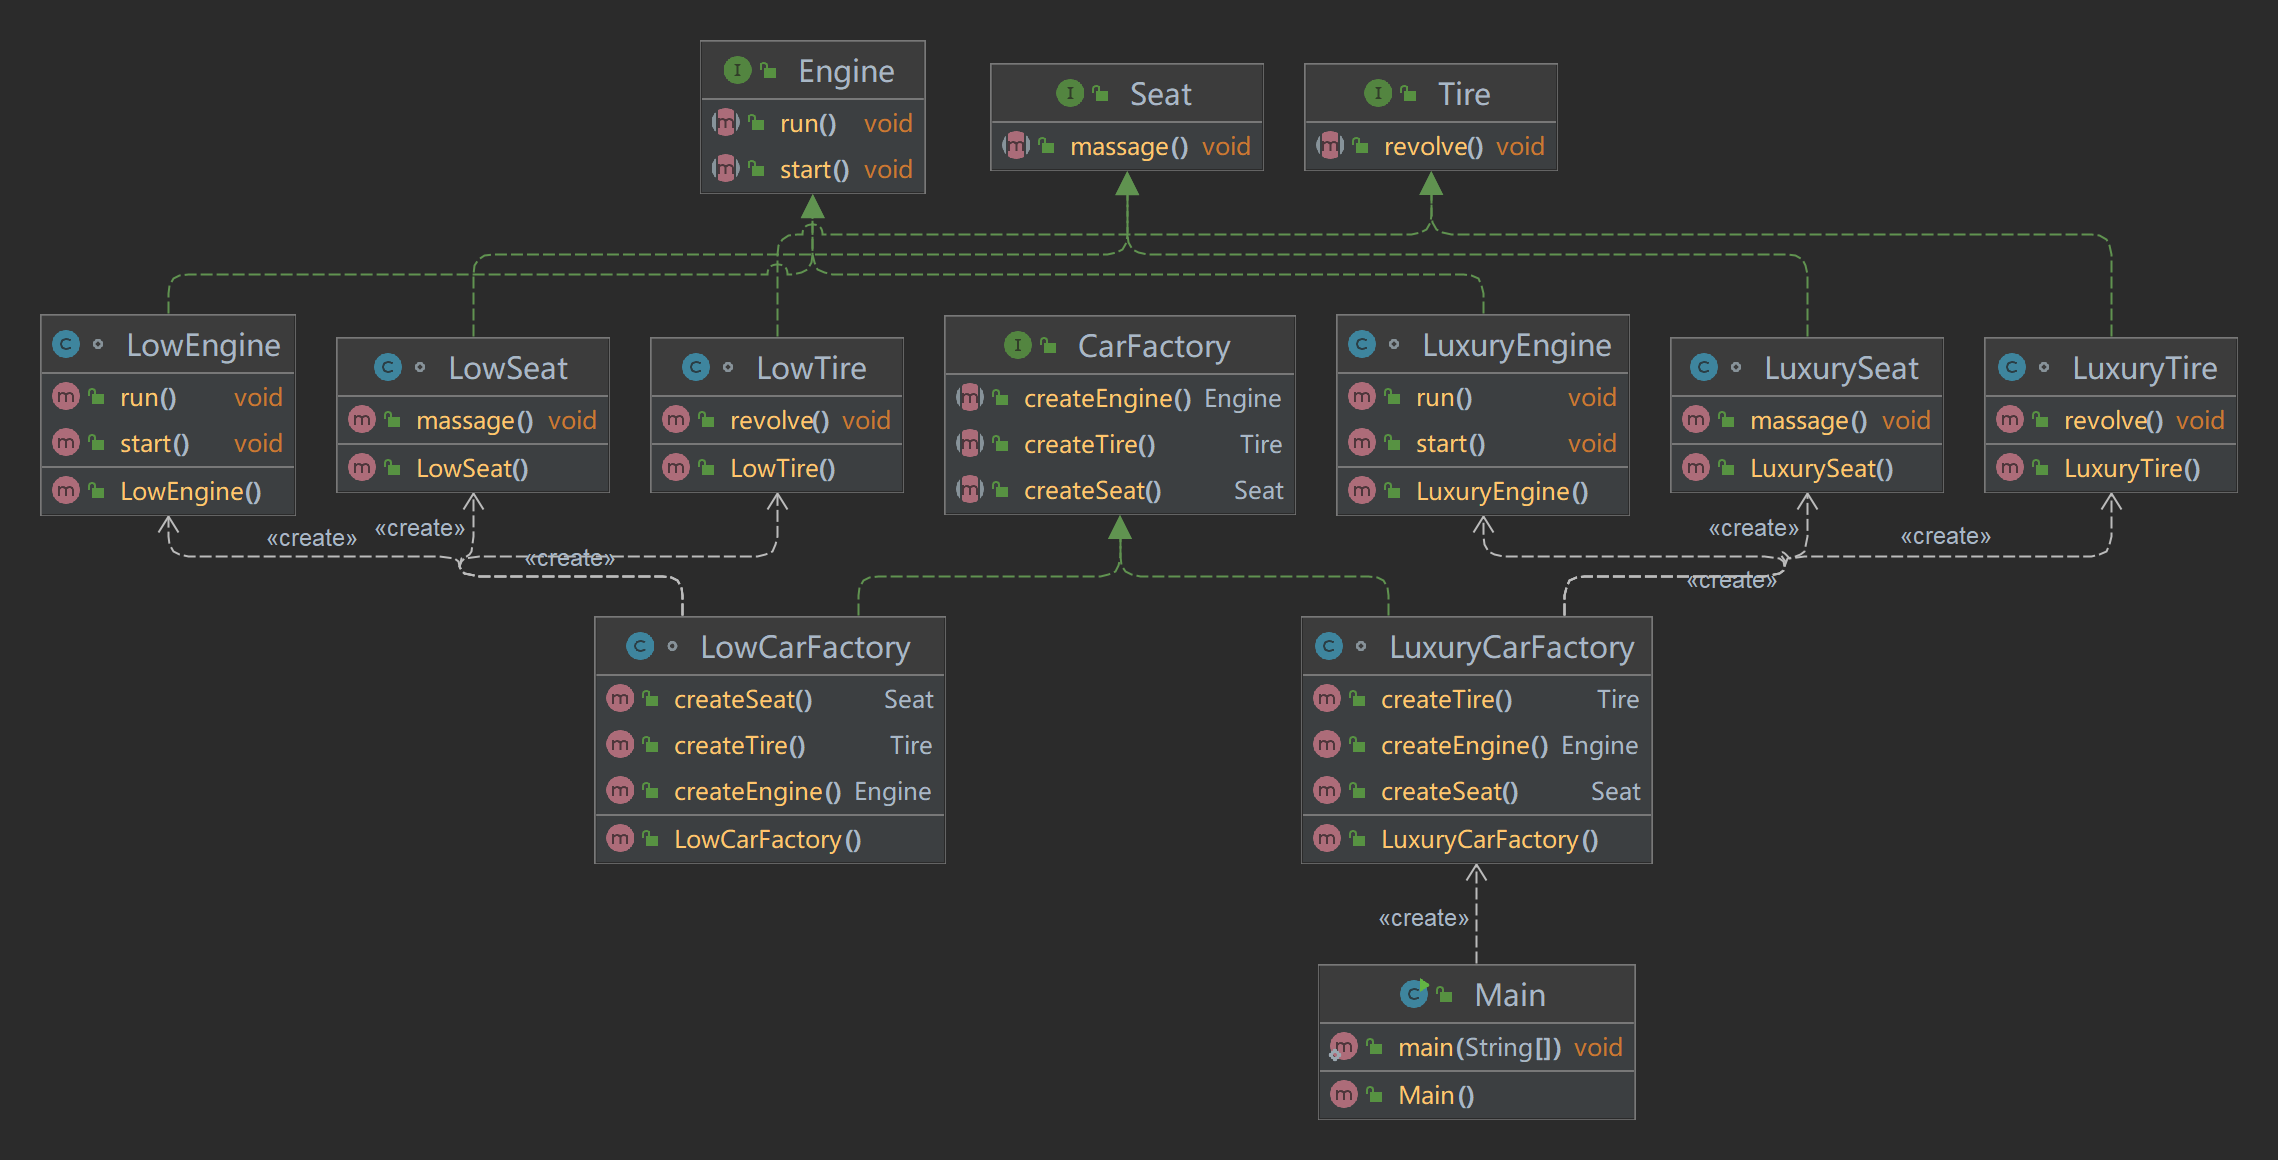 Engine
run() void
start() void
Seat
massage() void
Tire
revolve() void
LowEngine
run() void
start() void
LowEngine()
LowSeat
massage() void
LowSeat()
LowTire
revolve() void
LowTire()
CarFactory
createEngine() Engine
createTire() Tire
createSeat() Seat
LuxuryEngine
run() void
start() void
LuxuryEngine()
LuxurySeat
massage() void
LuxurySeat()
LuxuryTire
revolve() void
LuxuryTire()
«create»
«create»
«create»
«create»
«create»
«create»
LowCarFactory
createSeat() Seat
createTire() Tire
createEngine() Engine
LowCarFactory()
LuxuryCarFactory
createTire() Tire
createEngine() Engine
createSeat() Seat
LuxuryCarFactory()
«create»
Main
main(String[]) void
Main()